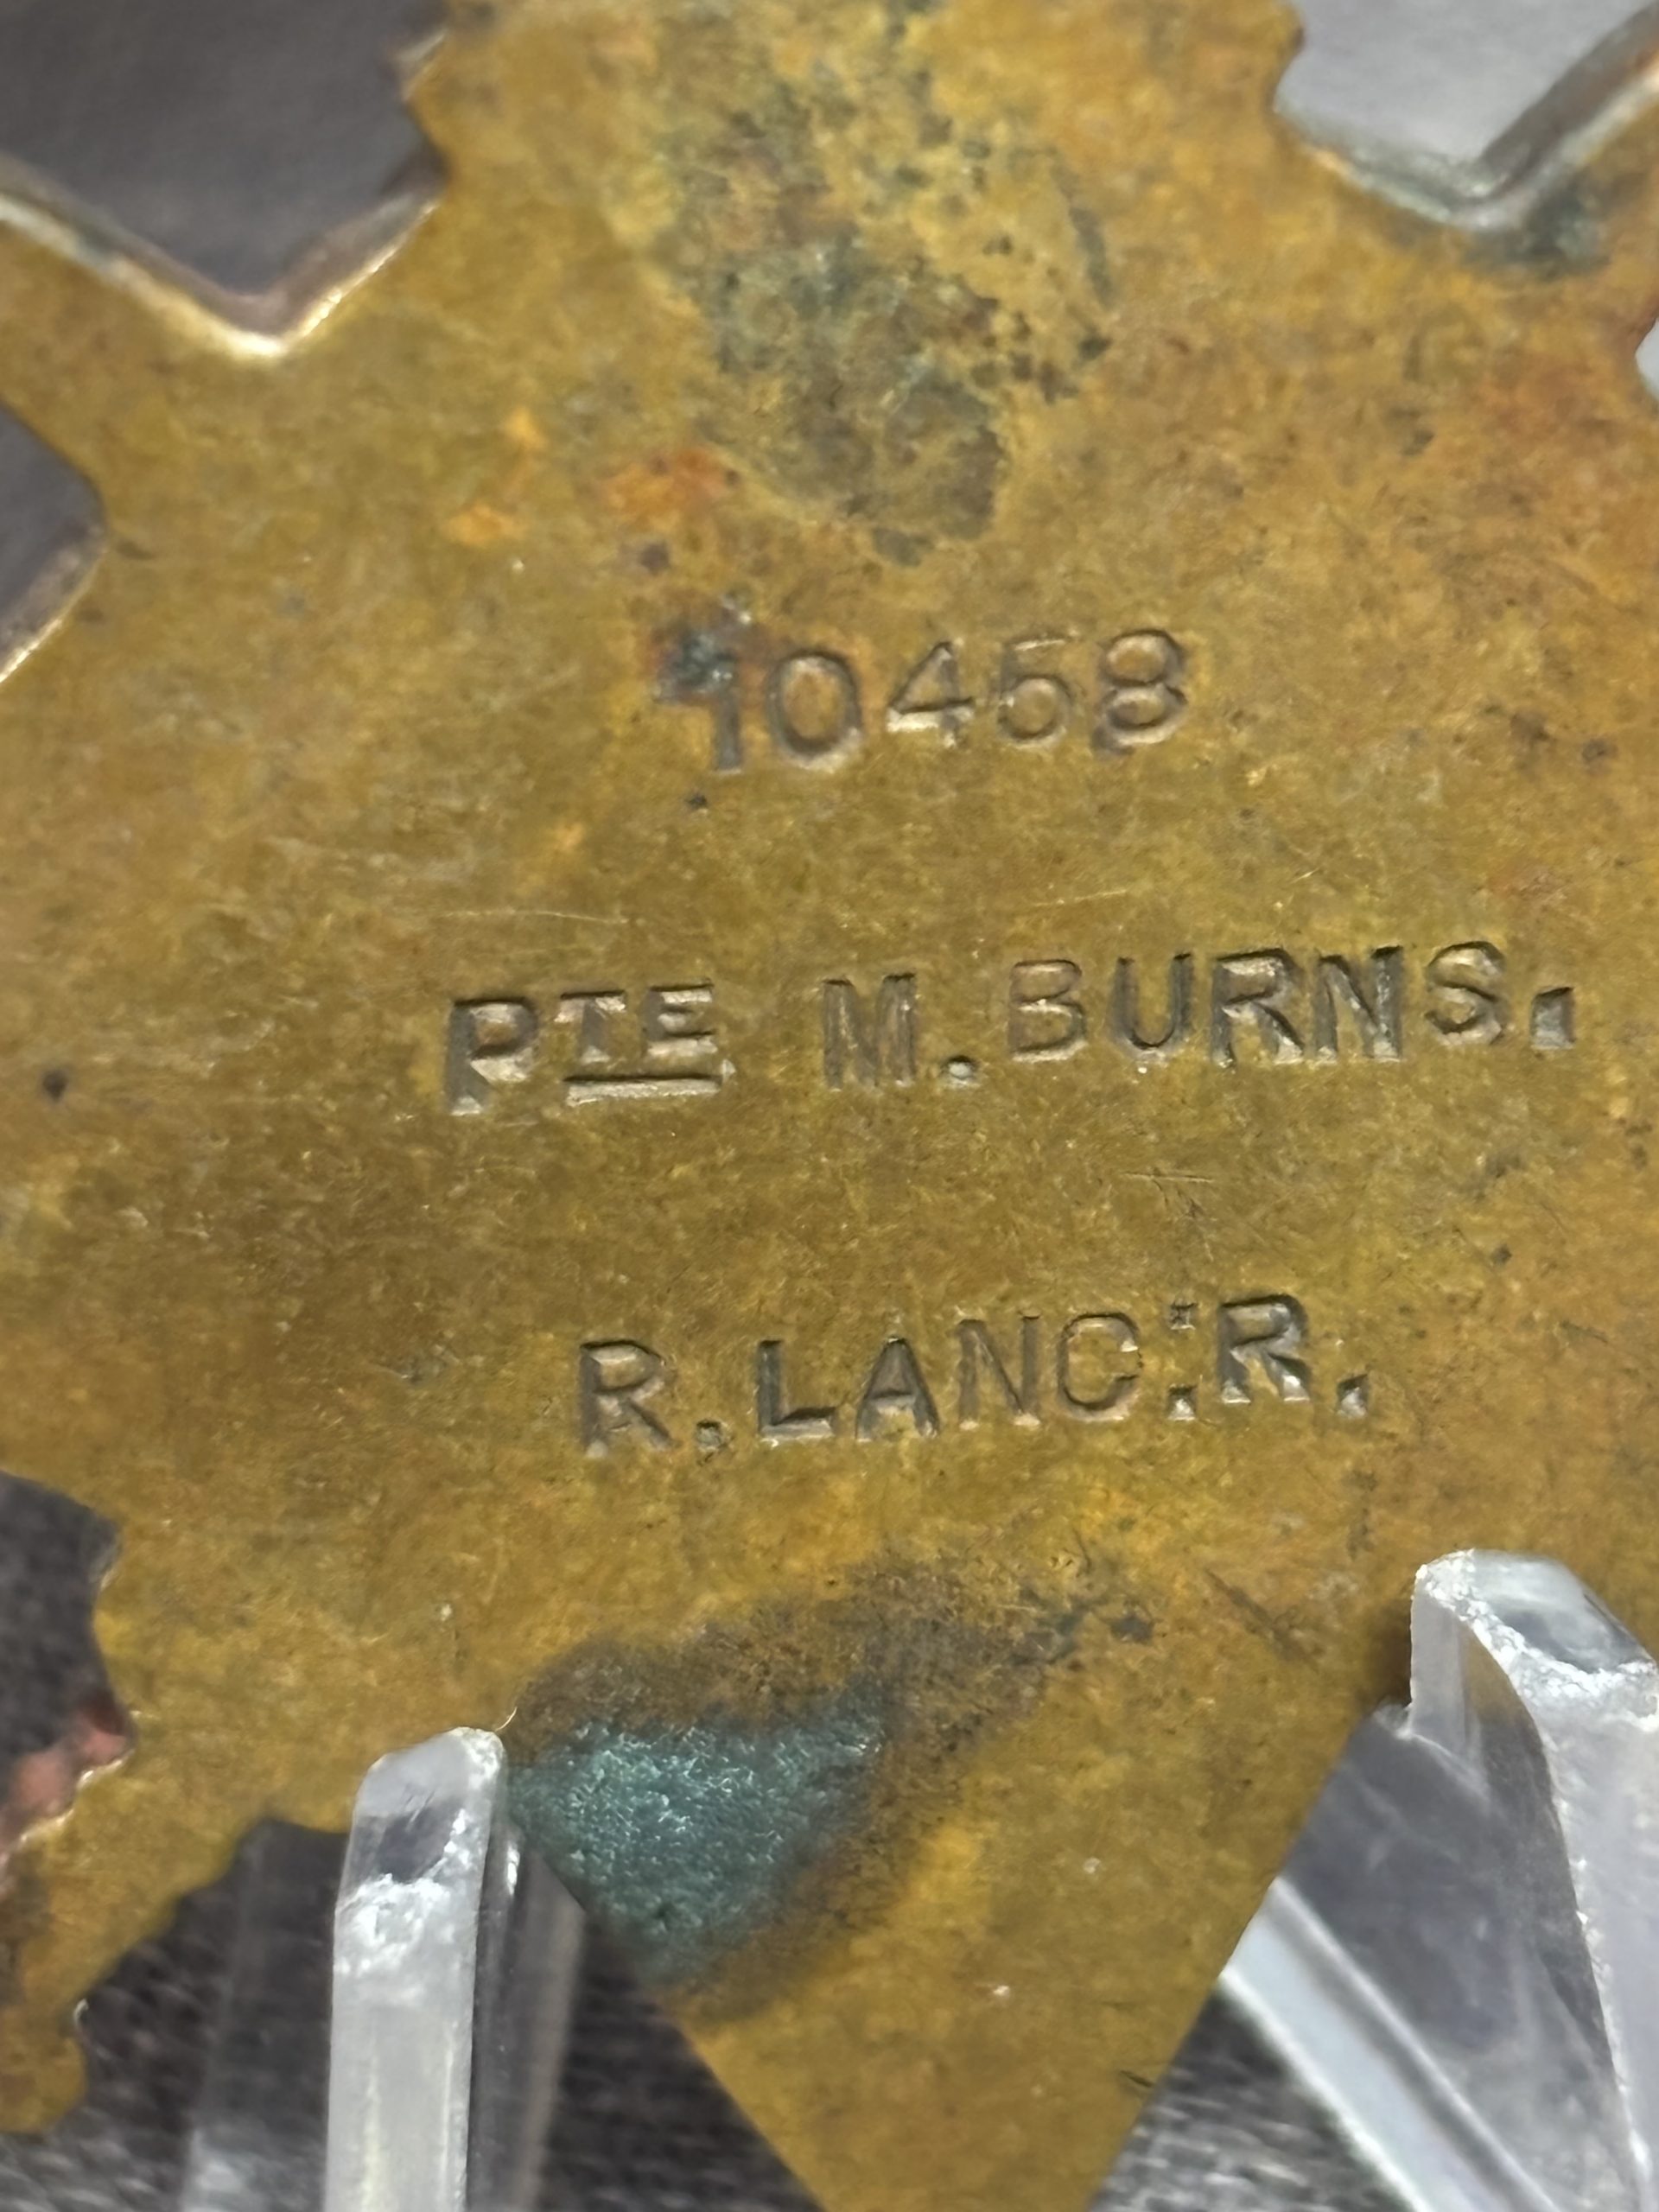 10458
PTE M. BURNS.
R. LANC:R.